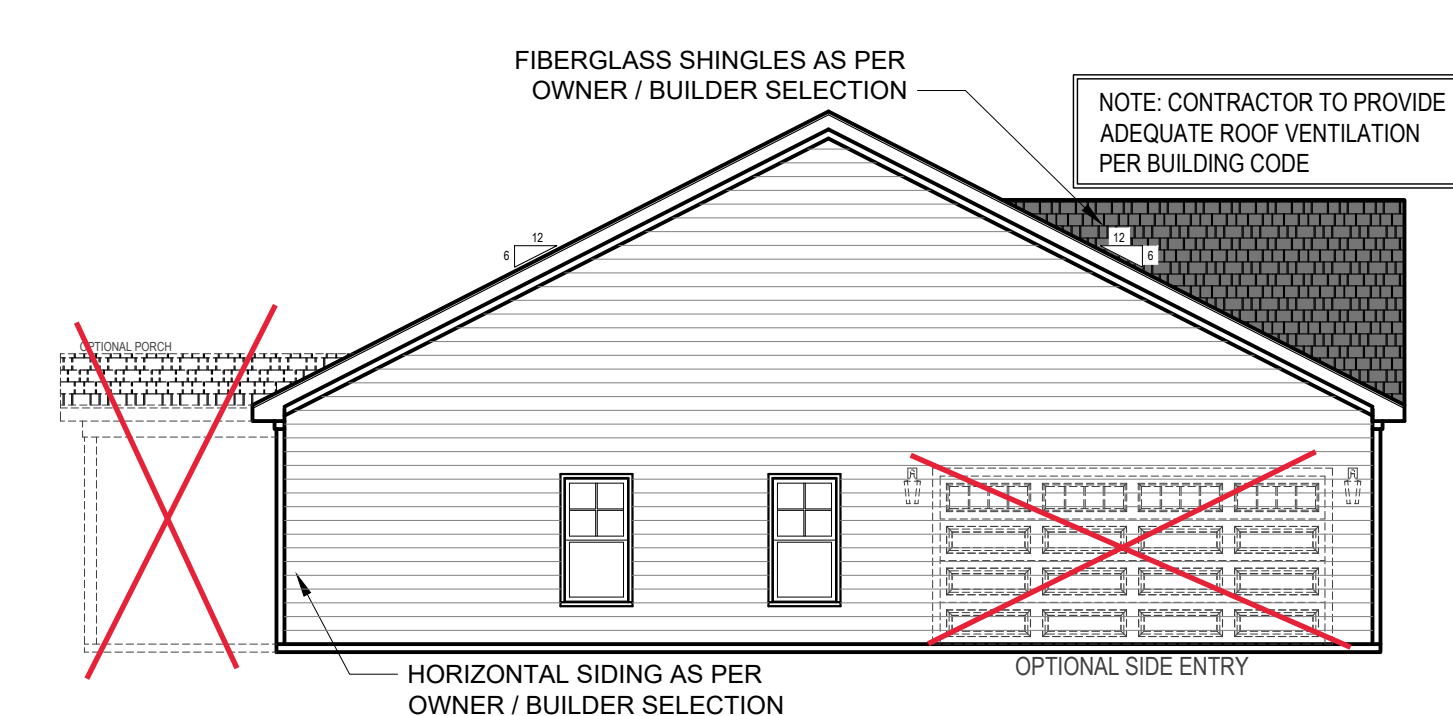 FIBERGLASS SHINGLES AS PER
OWNER / BUILDER SELECTION
NOTE: CONTRACTOR TO PROVIDE
ADEQUATE ROOF VENTILATION
PER BUILDING CODE
12
6
12
6
OPTIONAL PORCH
OPTIONAL SIDE ENTRY
HORIZONTAL SIDING AS PER
OWNER / BUILDER SELECTION